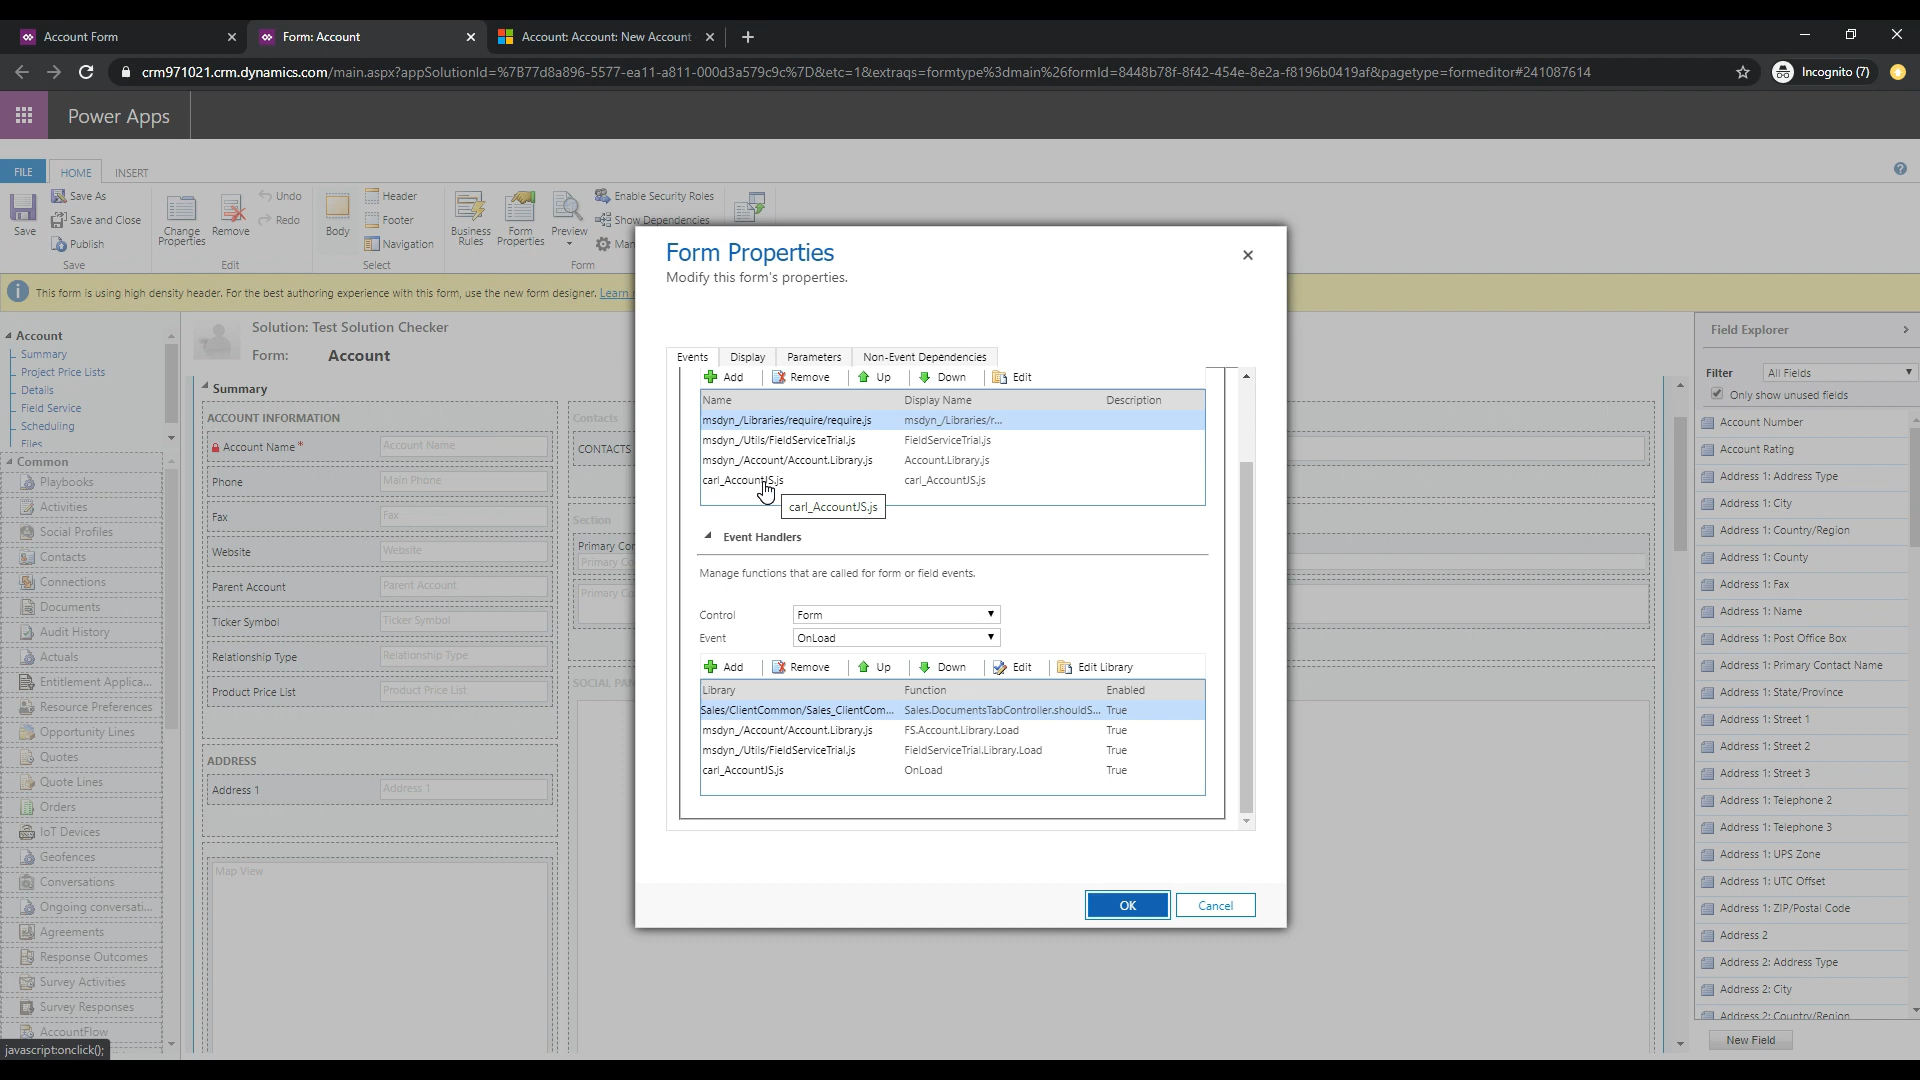 Account Form
Form: Account
Account: Account: New Account
crm971021.crm.dynamics.com/main.aspx?appSolutionId=%7B77d8a896-5577-ea11-a811-000d3a579c9c%7D&etc=1&extraqs=formtype%3dmain%26formId=8448b78f-8f42-454e-8e2a-f8196b0419af&pagetype=formeditor#241087614
Incognito (7)
Power Apps
FILE
HOME
INSERT
Save
Save As
Save and Close
Publish
Save
Change Properties
Remove
Undo
Redo
Edit
Body
Header
Footer
Navigation
Select
Business Rules
Form Properties
Preview
Enable Security Roles
Show Dependencies
Form
This form is using high density header. For the best authoring experience with this form, use the new form designer. Learn
Account
Summary
Project Price Lists
Details
Field Service
Scheduling
Files
Common
Playbooks
Activities
Social Profiles
Contacts
Connections
Documents
Audit History
Actuals
Entitlement Applica...
Resource Preferences
Opportunity Lines
Quotes
Quote Lines
Orders
IoT Devices
Geofences
Conversations
Ongoing conversati...
Agreements
Response Outcomes
Survey Activities
Survey Responses
AccountFlow
javascript:onclick();
Solution: Test Solution Checker
Form: Account
Summary
ACCOUNT INFORMATION
Account Name * Account Name
Phone Main Phone
Fax Fax
Website Website
Parent Account Parent Account
Ticker Symbol Ticker Symbol
Relationship Type Relationship Type
Product Price List Product Price List
ADDRESS
Address 1 Address 1
Map View
Contacts
CONTACTS
Section
Primary Co
Primary Co
Primary Co
SOCIAL PA
Form Properties
Modify this form's properties.
Events Display Parameters Non-Event Dependencies
Add Remove Up Down Edit
Name Display Name Description
msdyn_/Libraries/require/require.js msdyn_/Libraries/r...
msdyn_/Utils/FieldServiceTrial.js FieldServiceTrial.js
msdyn_/Account/Account.Library.js Account.Library.js
carl_AccountJS.js carl_AccountJS.js
carl_AccountJS.js
Event Handlers
Manage functions that are called for form or field events.
Control Form
Event OnLoad
Add Remove Up Down Edit Edit Library
Library Function Enabled
Sales/ClientCommon/Sales_ClientCom... Sales.DocumentsTabController.shouldS... True
msdyn_/Account/Account.Library.js FS.Account.Library.Load True
msdyn_/Utils/FieldServiceTrial.js FieldServiceTrial.Library.Load True
carl_AccountJS.js OnLoad True
OK Cancel
Field Explorer
Filter All Fields
Only show unused fields
Account Number
Account Rating
Address 1: Address Type
Address 1: City
Address 1: Country/Region
Address 1: County
Address 1: Fax
Address 1: Name
Address 1: Post Office Box
Address 1: Primary Contact Name
Address 1: State/Province
Address 1: Street 1
Address 1: Street 2
Address 1: Street 3
Address 1: Telephone 2
Address 1: Telephone 3
Address 1: UPS Zone
Address 1: UTC Offset
Address 1: ZIP/Postal Code
Address 2
Address 2: Address Type
Address 2: City
Address 2: Country/Region
New Field